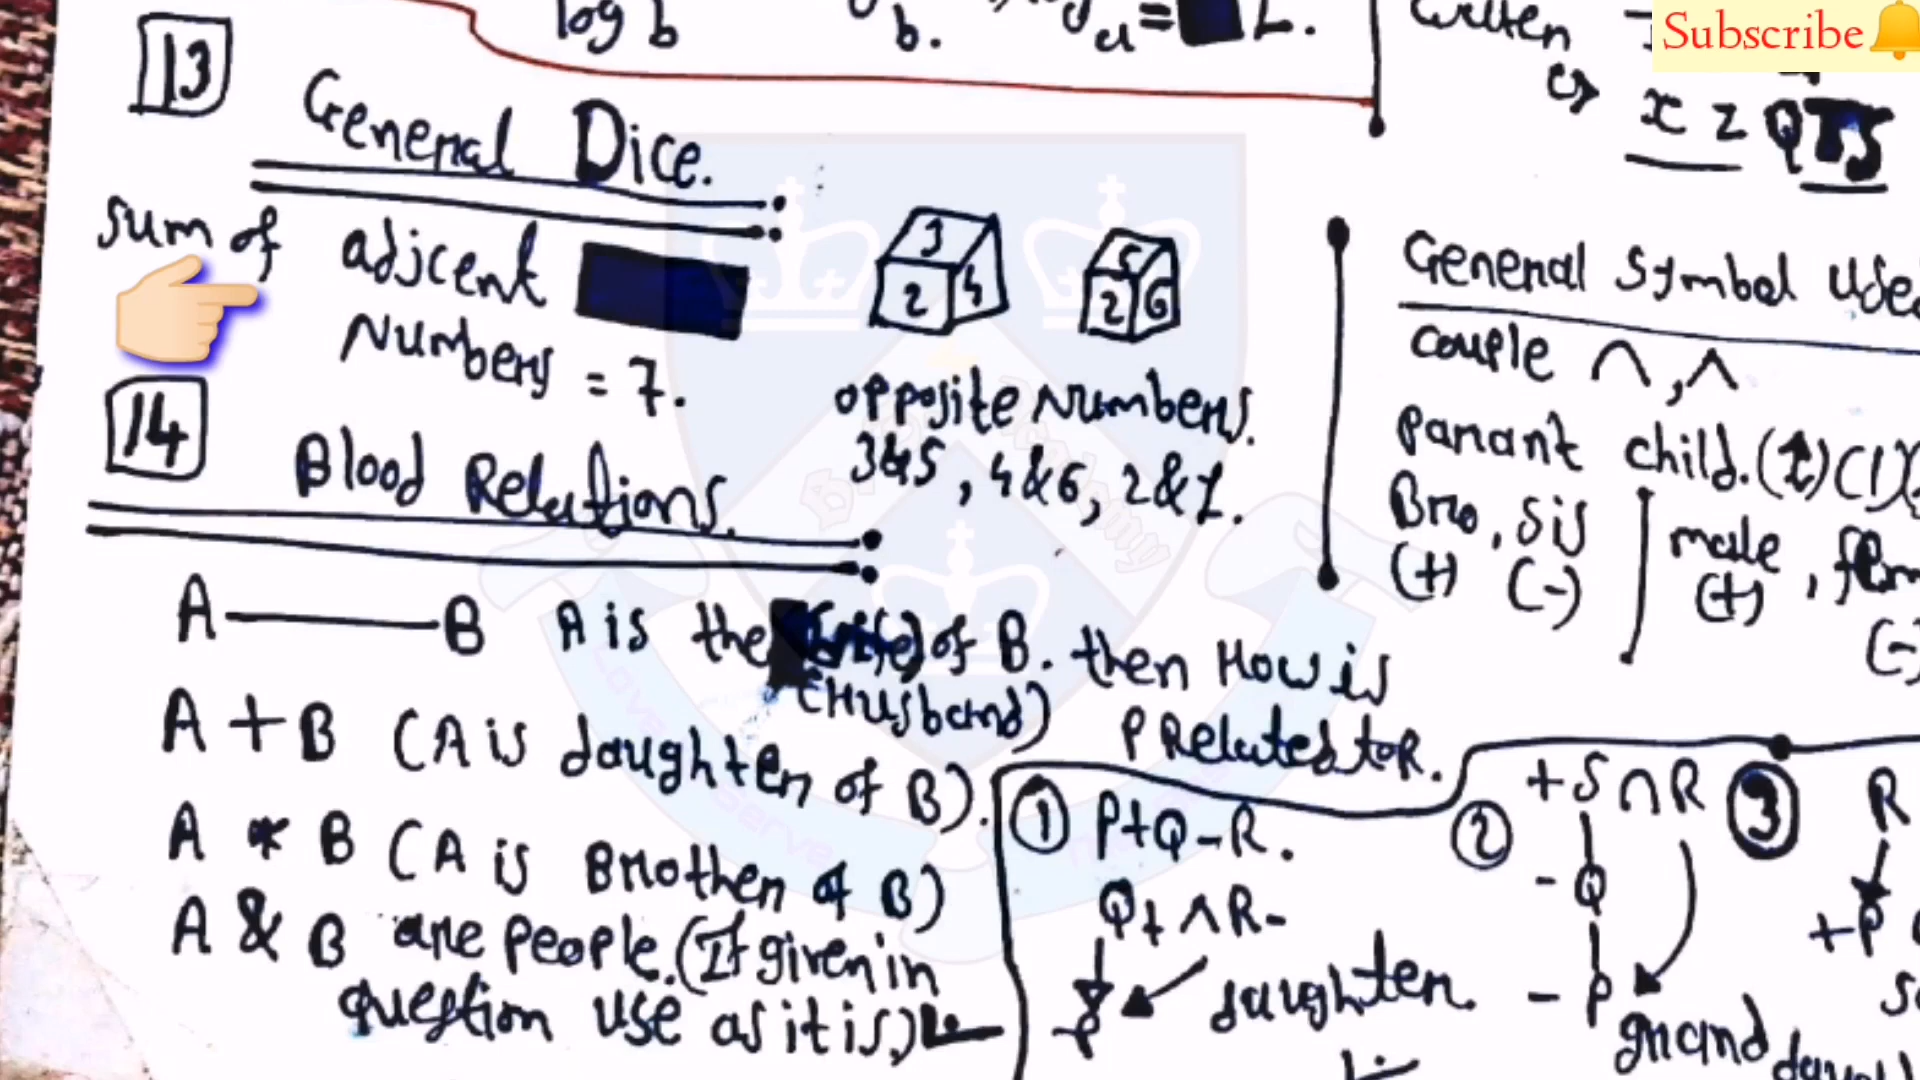 log b
b.
Subscribe
13 General Dice.
sum of adjcent
Numbers = 7.
3
2 4
5
2 6
opposite Numbers.
3&5, 4&6, 2&1.
General Symbol Use
couple ∩, ∧
Parant child.
Bro, sis
(+) (-)
male,
(+)
(-)
14 Blood Relations.
A — B A is the of B. then How is
(Husband) P Related to R.
A + B (A is daughter of B).
A * B (A is Brother of B)
A & B are people. (If given in
question use as it is)
1 P+Q-R.
Q+ ∧ R-
-P daughter.
2 +S ∩ R
-Q
-P grand
3 R
+P